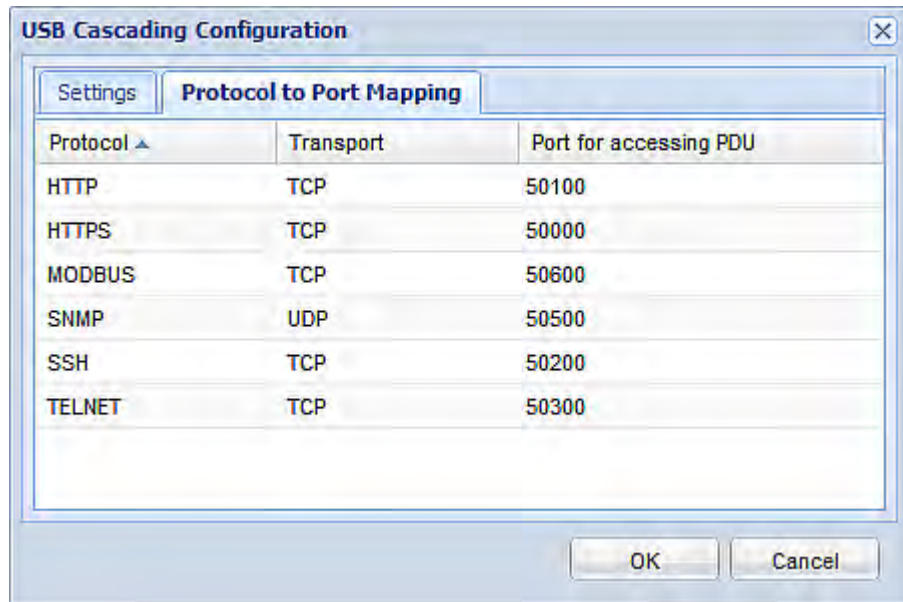 USB Cascading Configuration
Settings Protocol to Port Mapping
Protocol Transport Port for accessing PDU
HTTP TCP 50100
HTTPS TCP 50000
MODBUS TCP 50600
SNMP UDP 50500
SSH TCP 50200
TELNET TCP 50300
OK Cancel